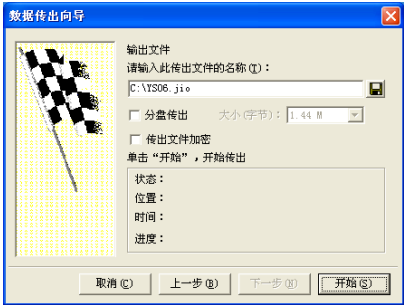 数据传出向导
输出文件
请输入此传出文件的名称(I):
C:\YS06.jio
分盘传出 大小(字节): 1.44 M
传出文件加密
单击“开始”,开始传出
状态:
位置:
时间:
进度:
取消(C) 上一步(B) 下一步(N) 开始(S)